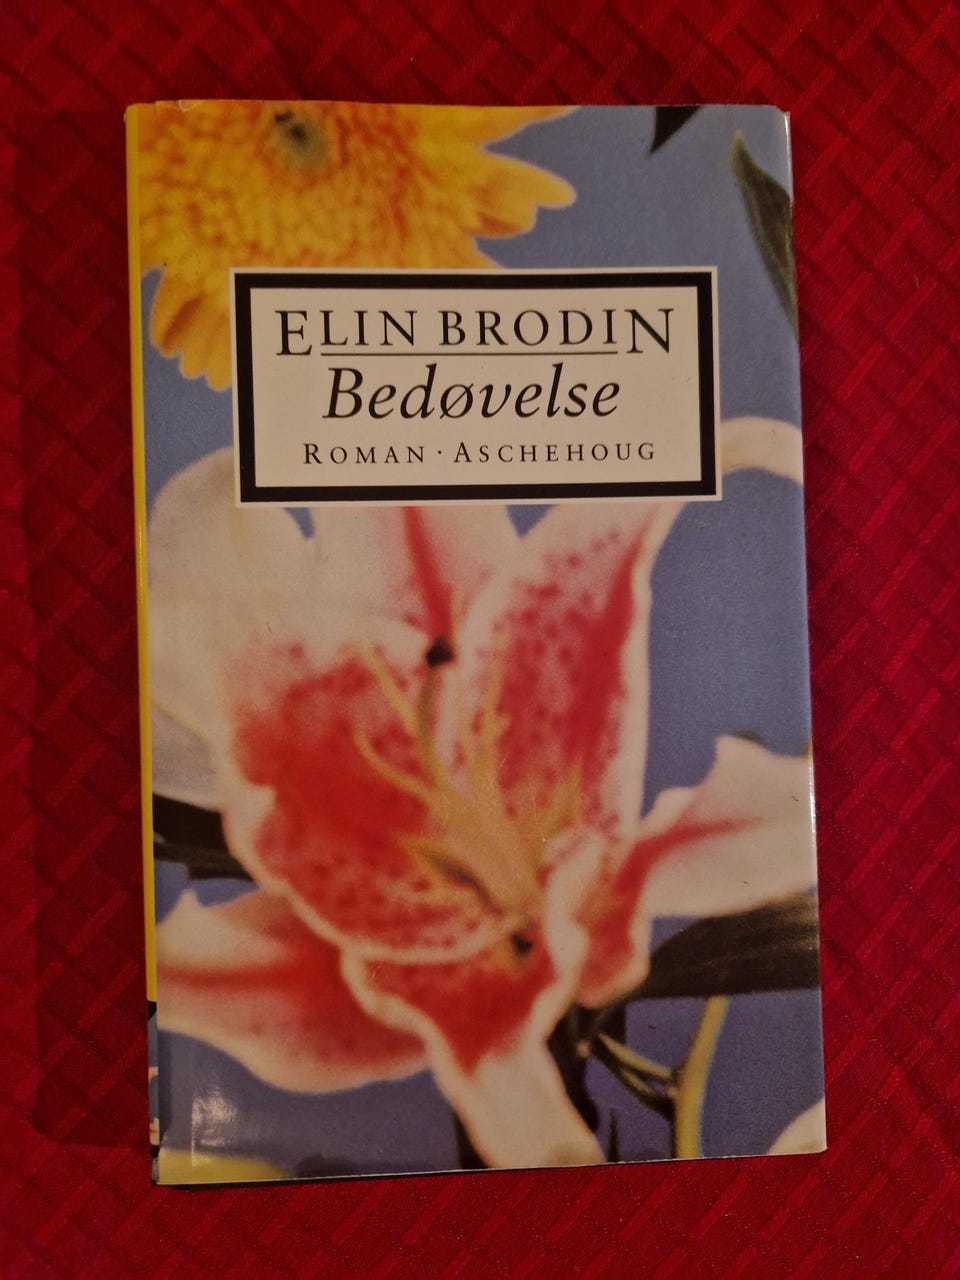 ELIN BRODIN
Bedøvelse
ROMAN · ASCHEHOUG